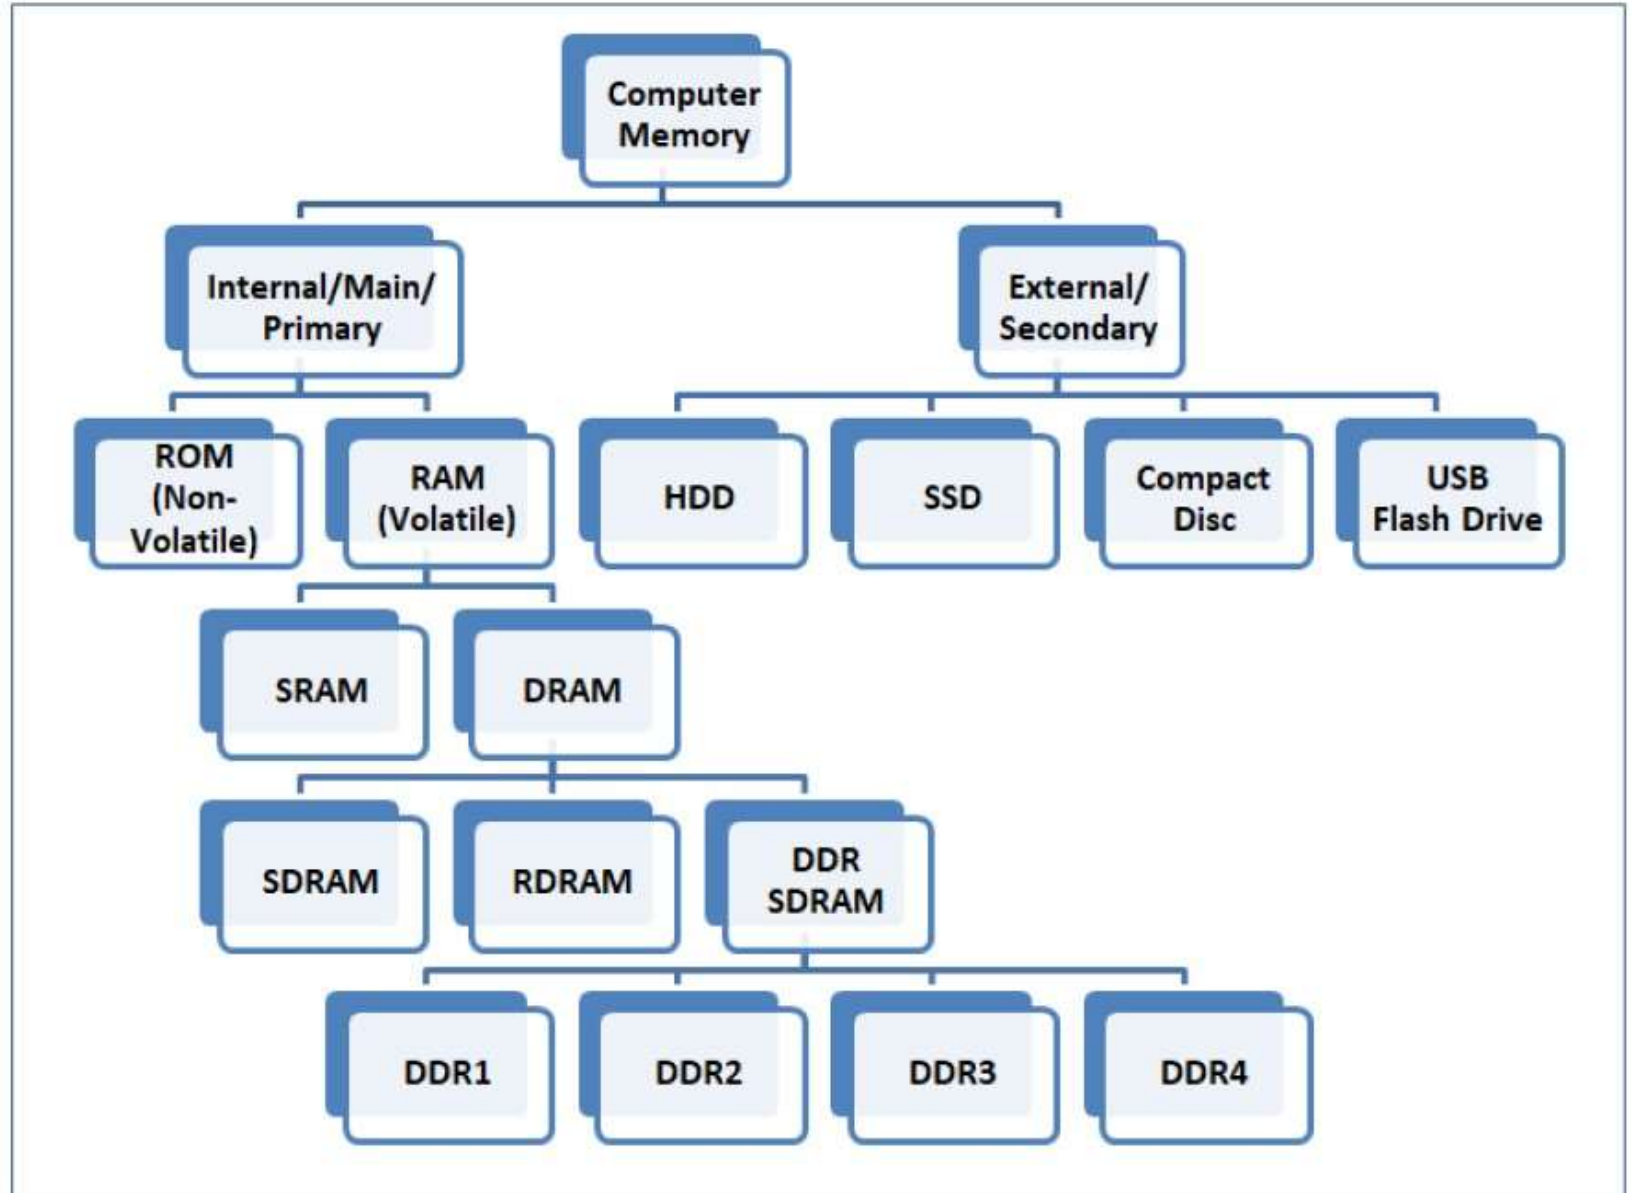 Computer
Memory
Internal/Main/
Primary
External/
Secondary
ROM
(Non-
Volatile)
RAM
(Volatile)
HDD
SSD
Compact
Disc
USB
Flash Drive
SRAM
DRAM
SDRAM
RDRAM
DDR
SDRAM
DDR1
DDR2
DDR3
DDR4